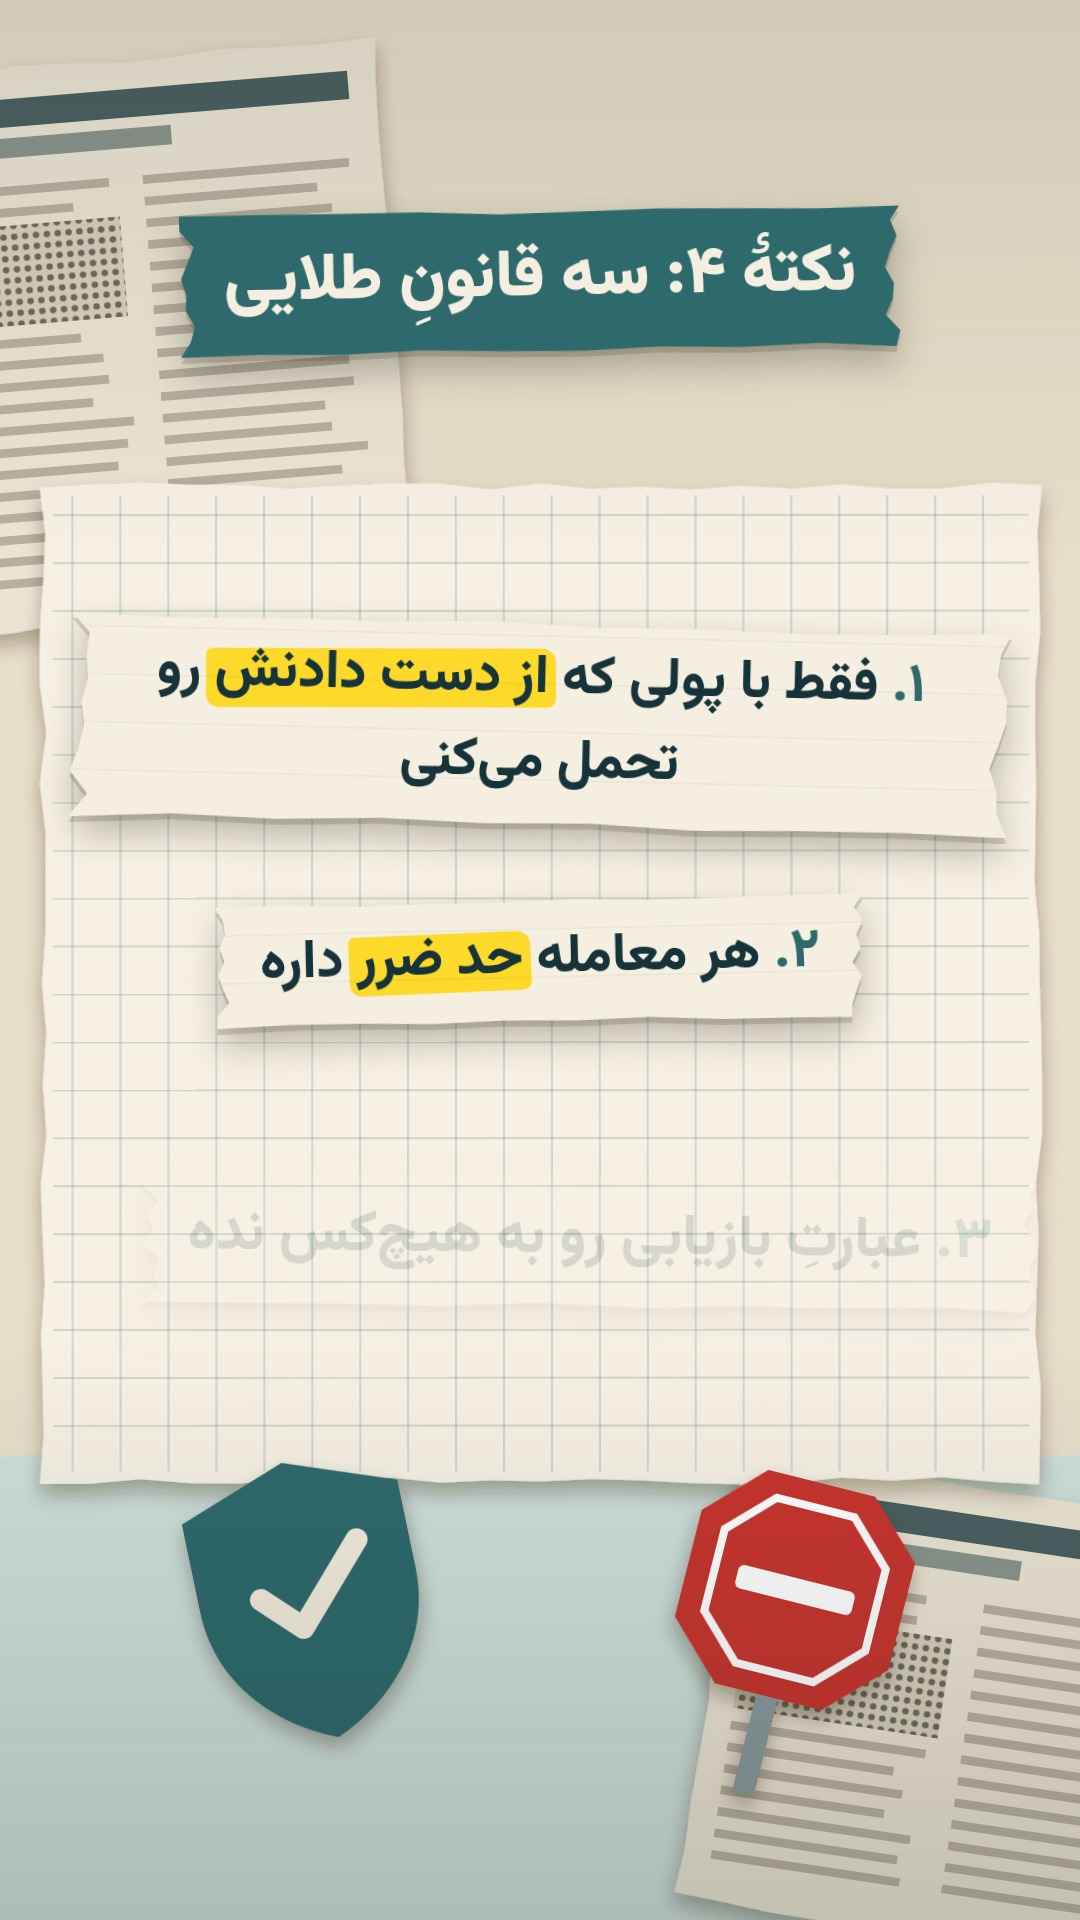 نکتهٔ ۴: سه قانونِ طلایی
۱. فقط با پولی که از دست دادنش رو
تحمل می‌کنی
۲. هر معامله حد ضرر داره
۳. عبارتِ بازیابی رو به هیچ‌کس نده